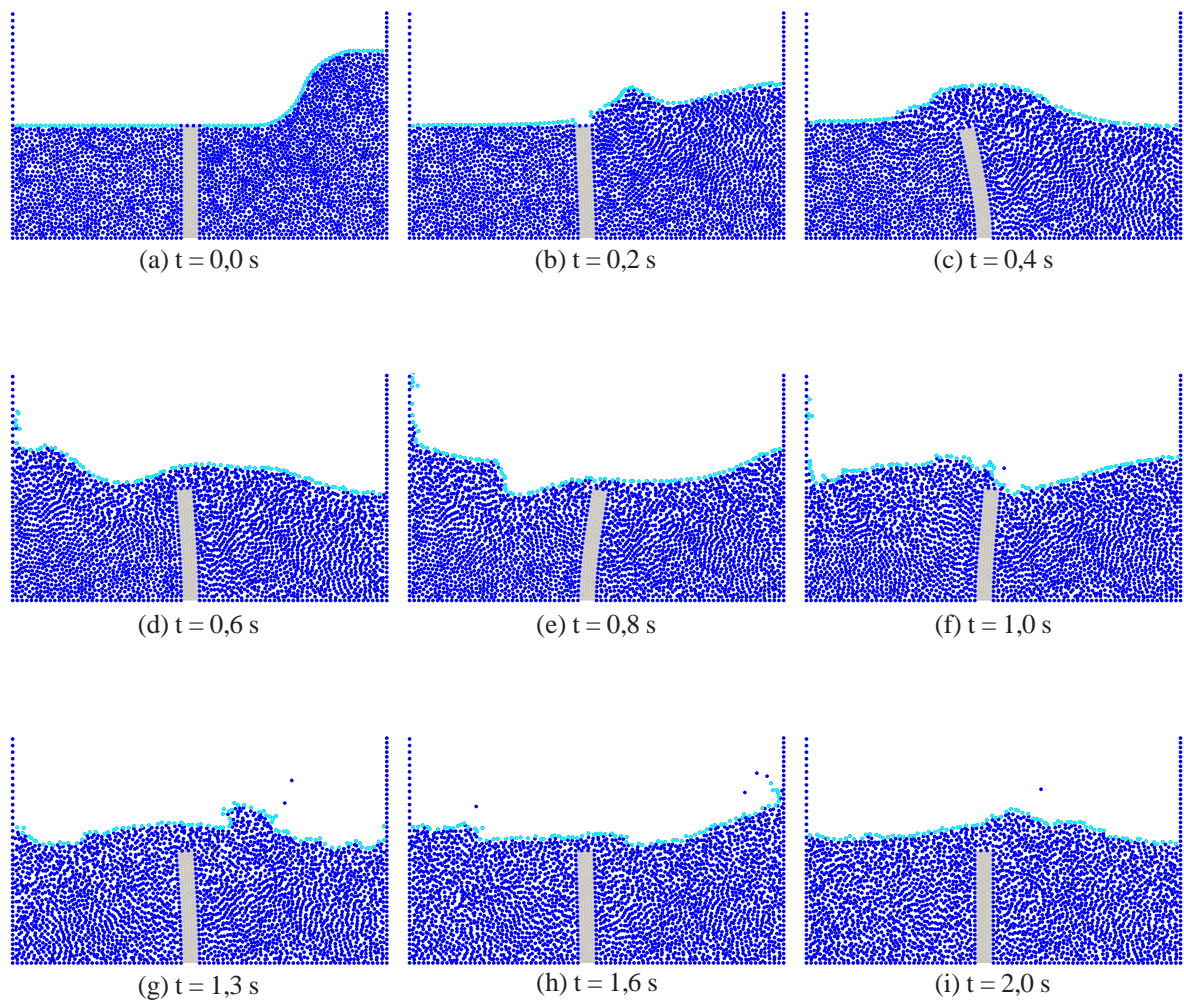 (a) t = 0,0 s
(b) t = 0,2 s
(c) t = 0,4 s
(d) t = 0,6 s
(e) t = 0,8 s
(f) t = 1,0 s
(g) t = 1,3 s
(h) t = 1,6 s
(i) t = 2,0 s